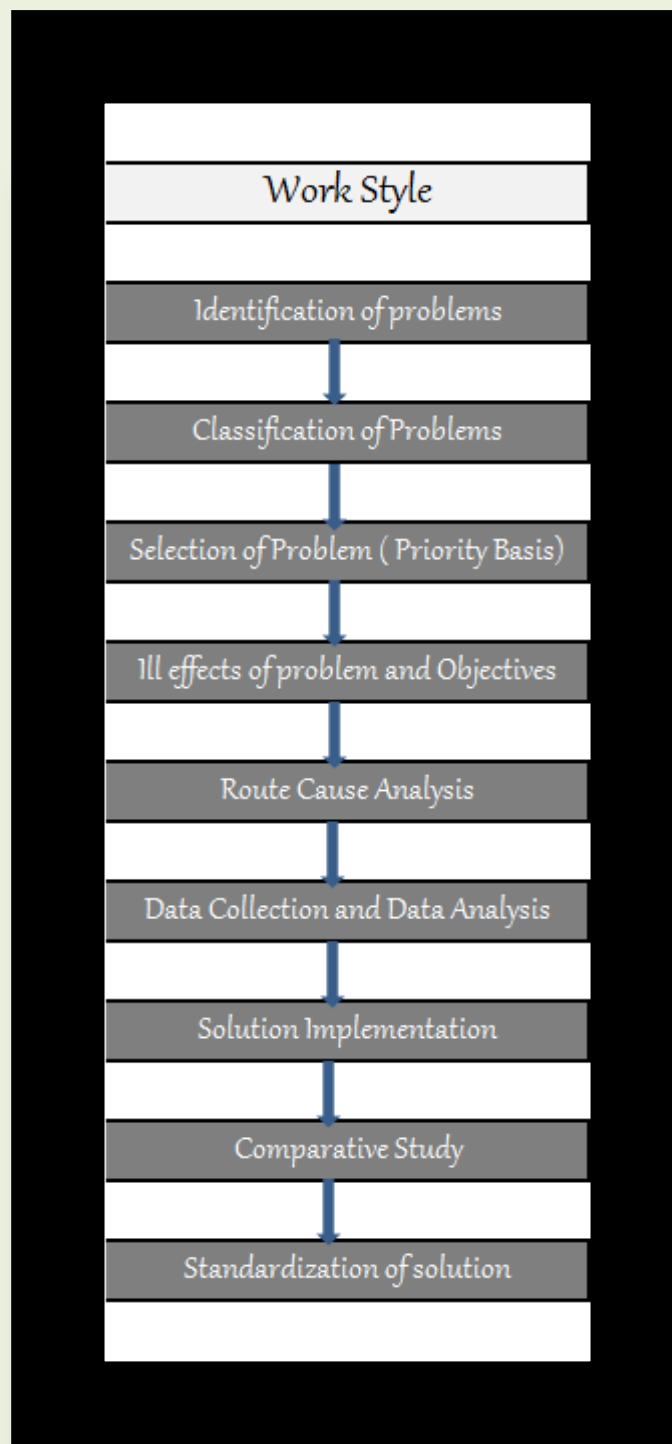 Work Style
Identification of problems
Classification of Problems
Selection of Problem ( Priority Basis)
Ill effects of problem and Objectives
Route Cause Analysis
Data Collection and Data Analysis
Solution Implementation
Comparative Study
Standardization of solution